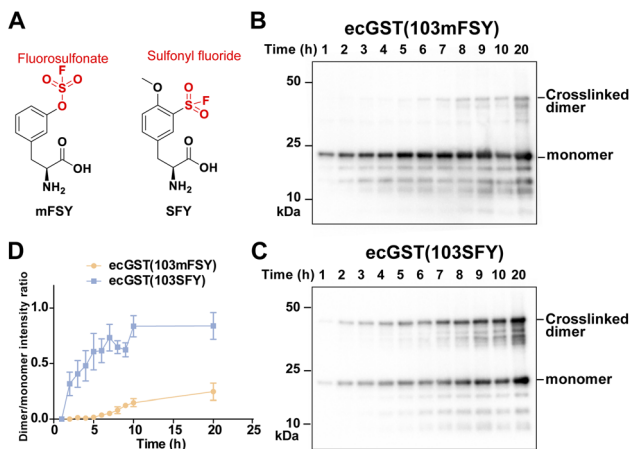 A
Fluorosulfonate
F
O
S
O
O
OH
O
NH2
mFSY
Sulfonyl fluoride
O
O
S
F
O
O
OH
NH2
SFY
B
ecGST(103mFSY)
Time (h) 1 2 3 4 5 6 7 8 9 10 20
50
Crosslinked
dimer
25
monomer
10
kDa
C
ecGST(103SFY)
Time (h) 1 2 3 4 5 6 7 8 9 10 20
50
Crosslinked
dimer
25
monomer
10
kDa
D
ecGST(103mFSY)
ecGST(103SFY)
Dimer/monomer intensity ratio
1.0
0.5
0.0
0 5 10 15 20 25
Time (h)